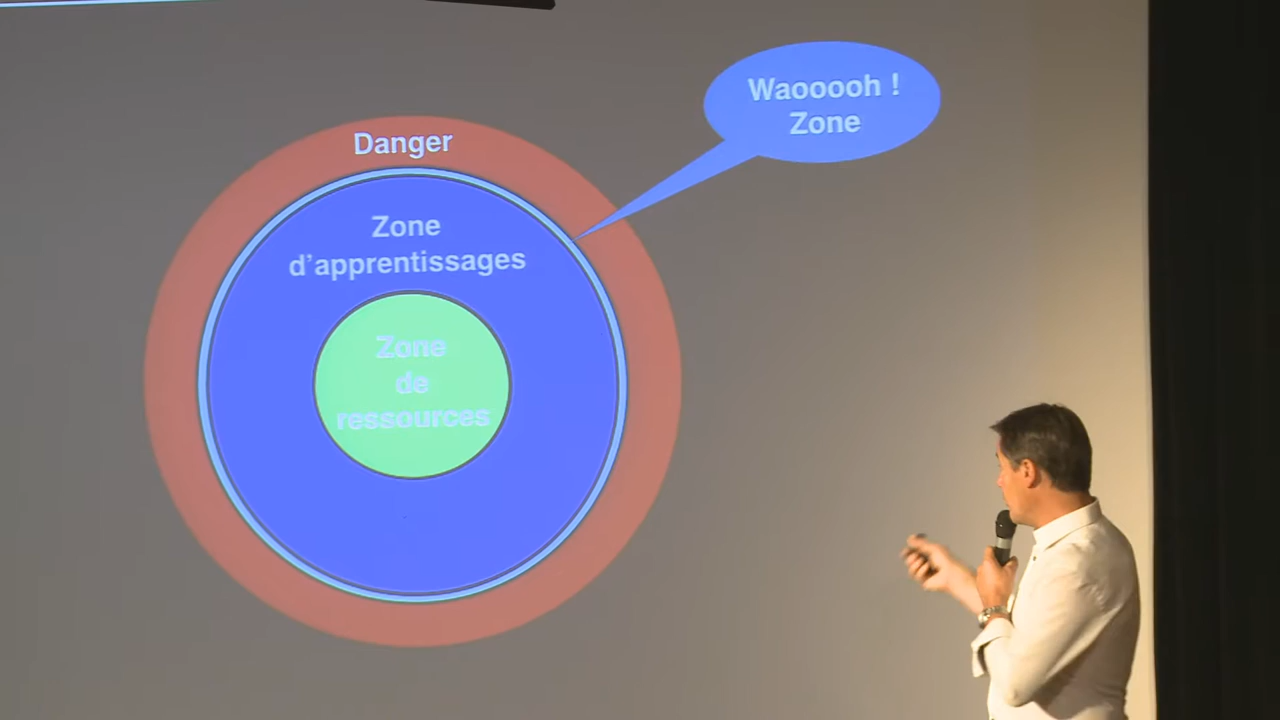 Waooooh !
Zone
Danger
Zone
d'apprentissages
Zone
de
ressources